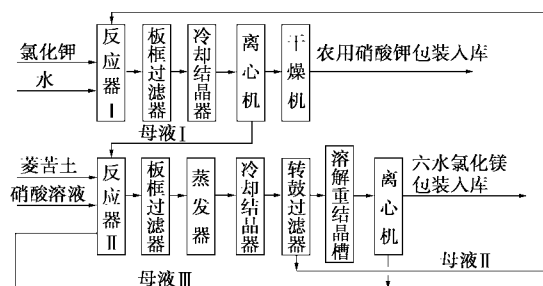 氯化钾
水
反应器Ⅰ
板框过滤器
冷却结晶器
离心机
干燥机
农用硝酸钾包装入库
母液Ⅰ
菱苦土
硝酸溶液
反应器Ⅱ
板框过滤器
蒸发器
冷却结晶器
转鼓过滤器
溶解重结晶槽
离心机
六水氯化镁
包装入库
母液Ⅲ
母液Ⅱ